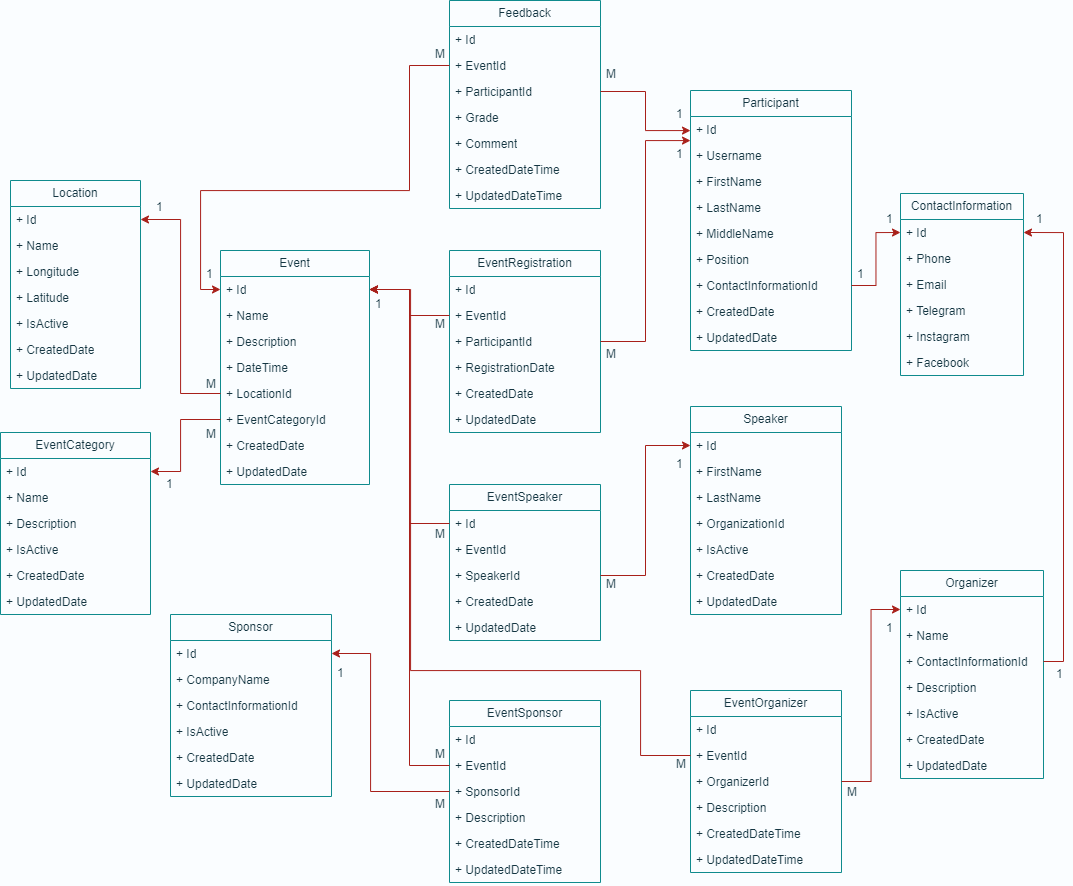 Feedback
+ Id
+ EventId
+ ParticipantId
+ Grade
+ Comment
+ CreatedDateTime
+ UpdatedDateTime
M
M
1
1
Participant
+ Id
+ Username
+ FirstName
+ LastName
+ MiddleName
+ Position
+ ContactInformationId
+ CreatedDate
+ UpdatedDate
1
1
1
ContactInformation
+ Id
+ Phone
+ Email
+ Telegram
+ Instagram
+ Facebook
Location
+ Id
+ Name
+ Longitude
+ Latitude
+ IsActive
+ CreatedDate
+ UpdatedDate
1
1
Event
+ Id
+ Name
+ Description
+ DateTime
+ LocationId
+ EventCategoryId
+ CreatedDate
+ UpdatedDate
M
M
1
1
EventRegistration
+ Id
+ EventId
+ ParticipantId
+ RegistrationDate
+ CreatedDate
+ UpdatedDate
M
M
EventCategory
+ Id
+ Name
+ Description
+ IsActive
+ CreatedDate
+ UpdatedDate
EventSpeaker
+ Id
+ EventId
+ SpeakerId
+ CreatedDate
+ UpdatedDate
M
M
1
Speaker
+ Id
+ FirstName
+ LastName
+ OrganizationId
+ IsActive
+ CreatedDate
+ UpdatedDate
Sponsor
+ Id
+ CompanyName
+ ContactInformationId
+ IsActive
+ CreatedDate
+ UpdatedDate
1
EventSponsor
+ Id
+ EventId
+ SponsorId
+ Description
+ CreatedDateTime
+ UpdatedDateTime
M
M
EventOrganizer
+ Id
+ EventId
+ OrganizerId
+ Description
+ CreatedDateTime
+ UpdatedDateTime
M
M
1
Organizer
+ Id
+ Name
+ ContactInformationId
+ Description
+ IsActive
+ CreatedDate
+ UpdatedDate
1